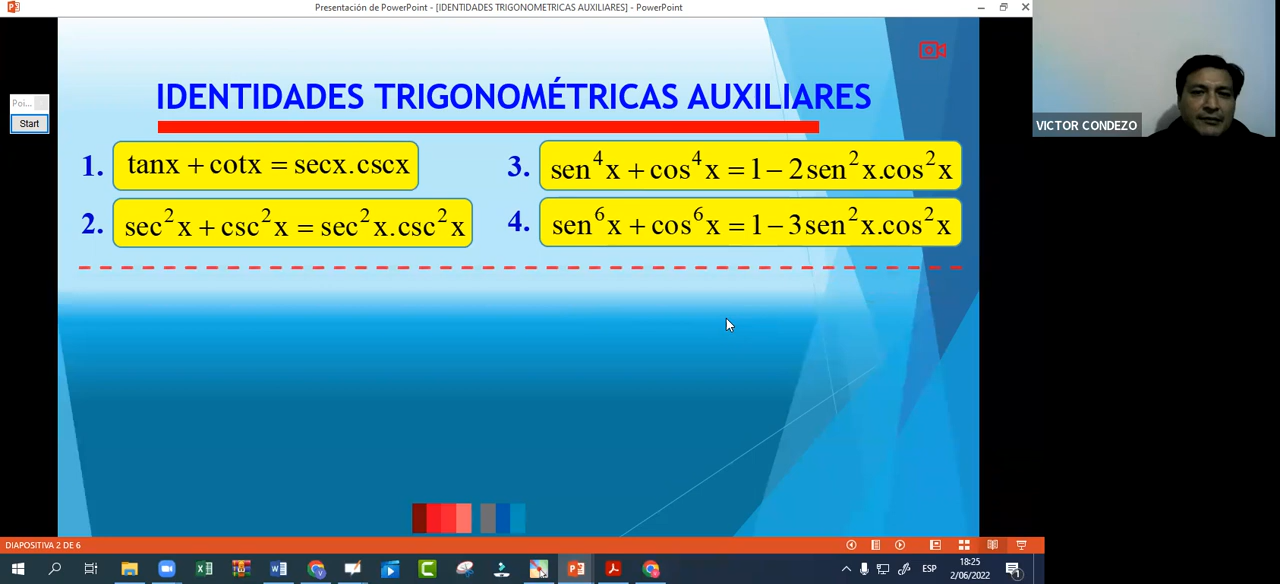 Presentación de PowerPoint - [IDENTIDADES TRIGONOMETRICAS AUXILIARES] - PowerPoint
Poi...
Start
IDENTIDADES TRIGONOMÉTRICAS AUXILIARES
1. tanx + cotx = secx.cscx
2. sec²x + csc²x = sec²x.csc²x
3. sen⁴x + cos⁴x = 1 − 2sen²x.cos²x
4. sen⁶x + cos⁶x = 1 − 3sen²x.cos²x
VICTOR CONDEZO
DIAPOSITIVA 2 DE 6
ESP
18:25
2/06/2022